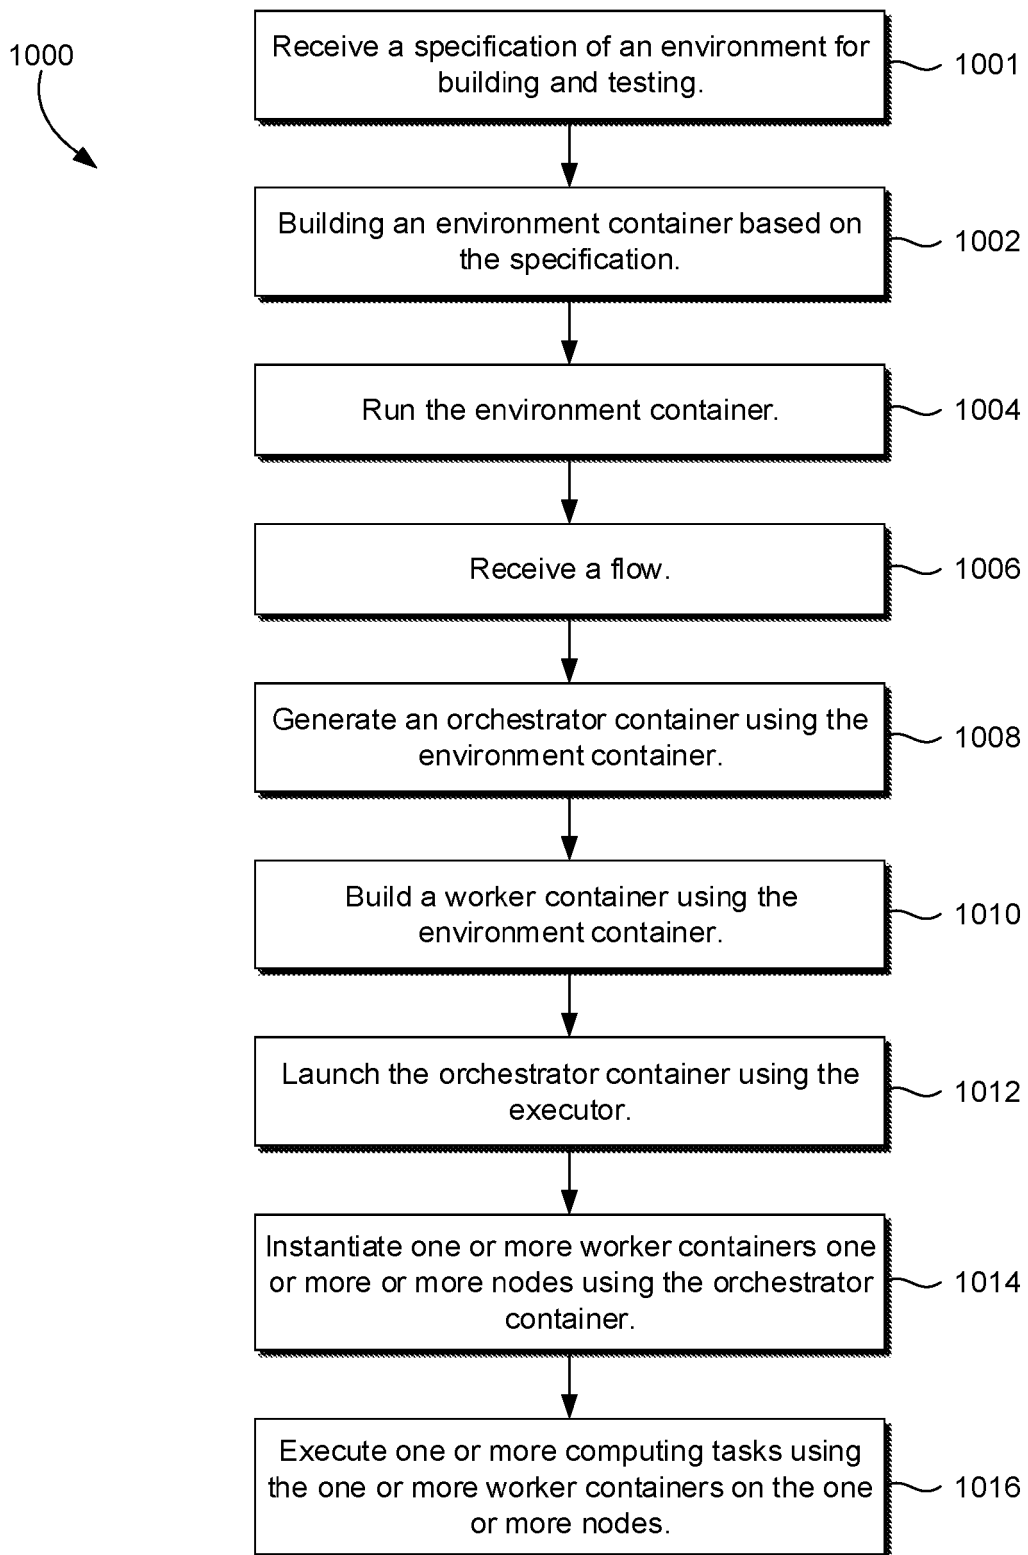 1000
Receive a specification of an environment for
building and testing.
1001
Building an environment container based on
the specification.
1002
Run the environment container.
1004
Receive a flow.
1006
Generate an orchestrator container using the
environment container.
1008
Build a worker container using the
environment container.
1010
Launch the orchestrator container using the
executor.
1012
Instantiate one or more worker containers one
or more or more nodes using the orchestrator
container.
1014
Execute one or more computing tasks using
the one or more worker containers on the one
or more nodes.
1016